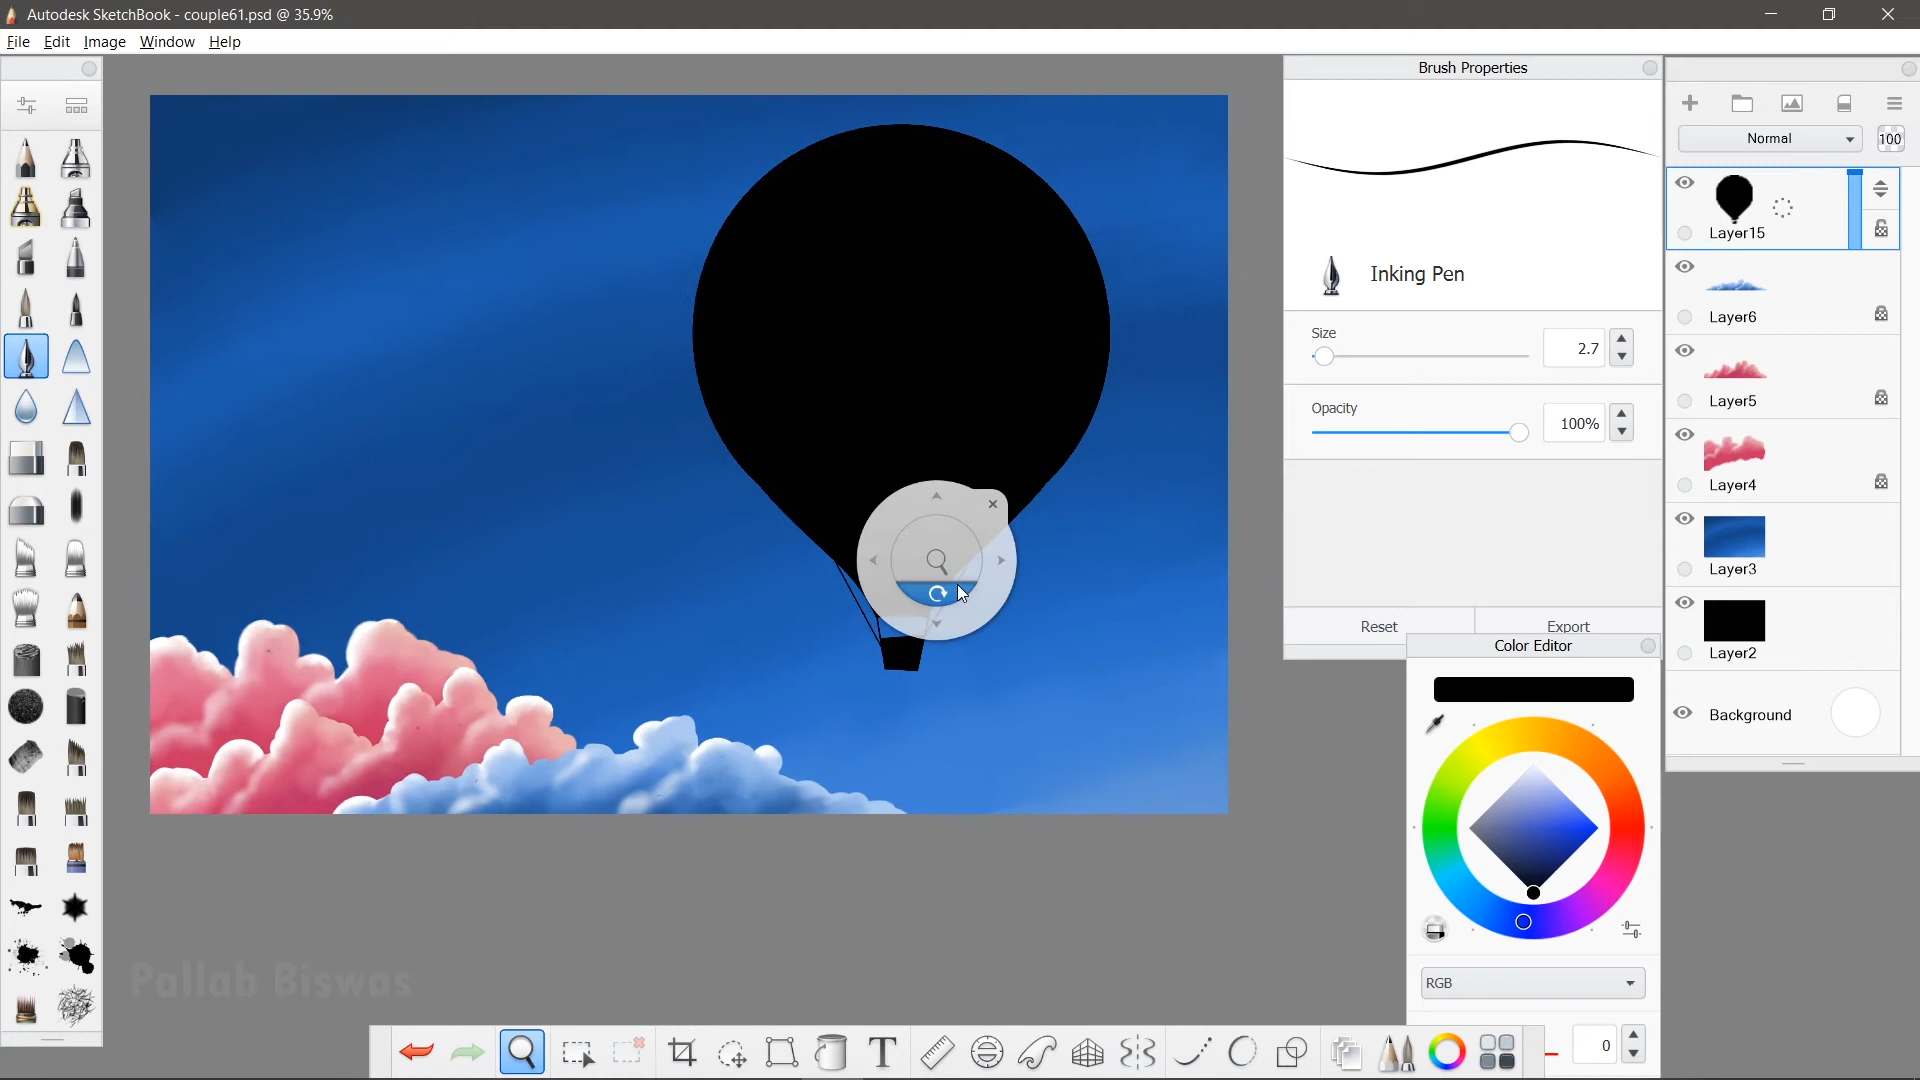 Autodesk SketchBook - couple61.psd @ 35.9%
File Edit Image Window Help
Brush Properties
Normal
100
Inking Pen
Size
2.7
Opacity
100%
Reset
Export
Layer15
Layer6
Layer5
Layer4
Layer3
Layer2
Background
Color Editor
RGB
0
T
Pallab Biswas